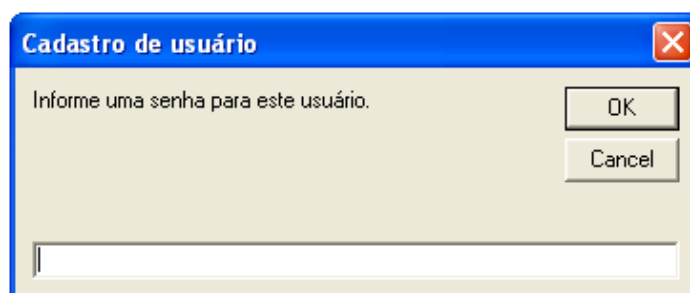 Cadastro de usuário
Informe uma senha para este usuário.
OK
Cancel